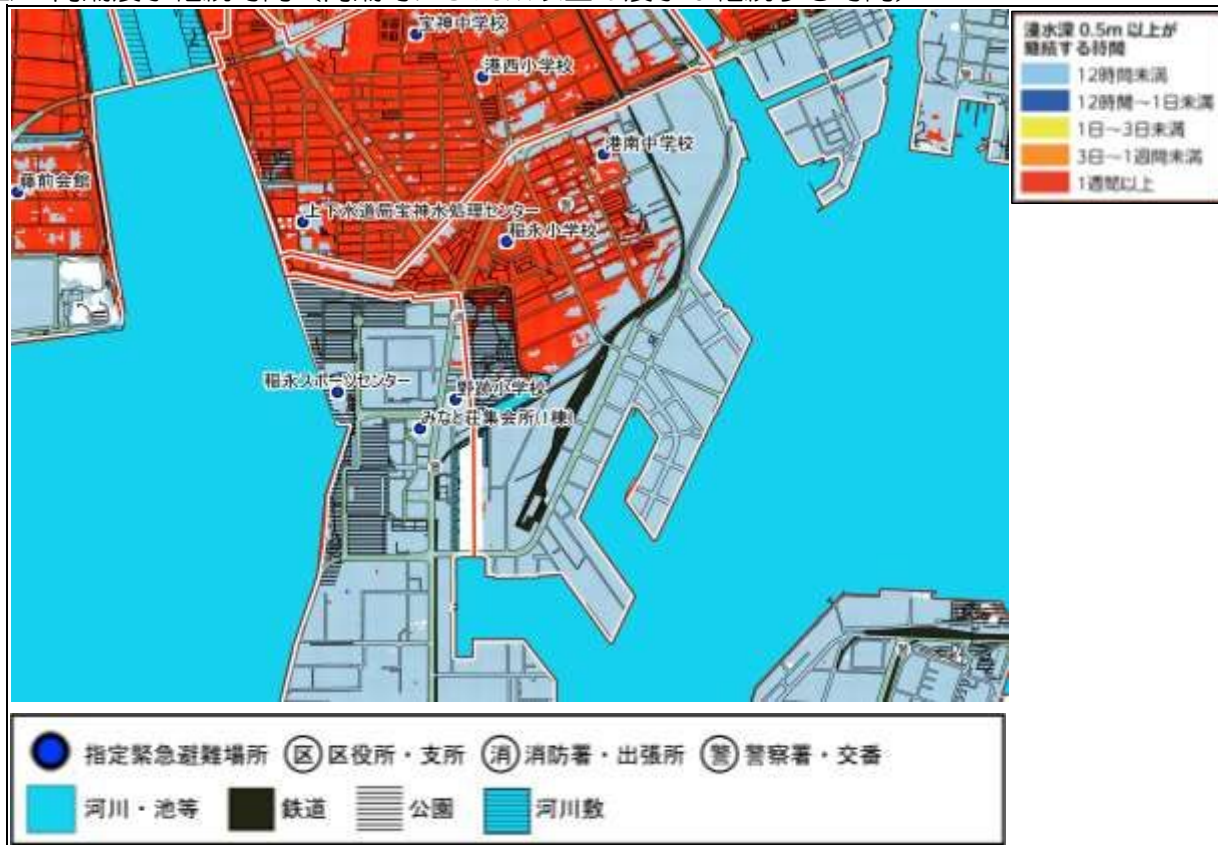 宝神中学校
港西小学校
港南中学校
藤前会館
上下水道局宝神水処理センター
稲永小学校
稲永スポーツセンター
野跡小学校
みなと荘集会所(1棟)
浸水深 0.5m 以上が
継続する時間
12時間未満
12時間～1日未満
1日～3日未満
3日～1週間未満
1週間以上
指定緊急避難場所 区 区役所・支所 消 消防署・出張所 警 警察署・交番
河川・池等 鉄道 公園 河川敷